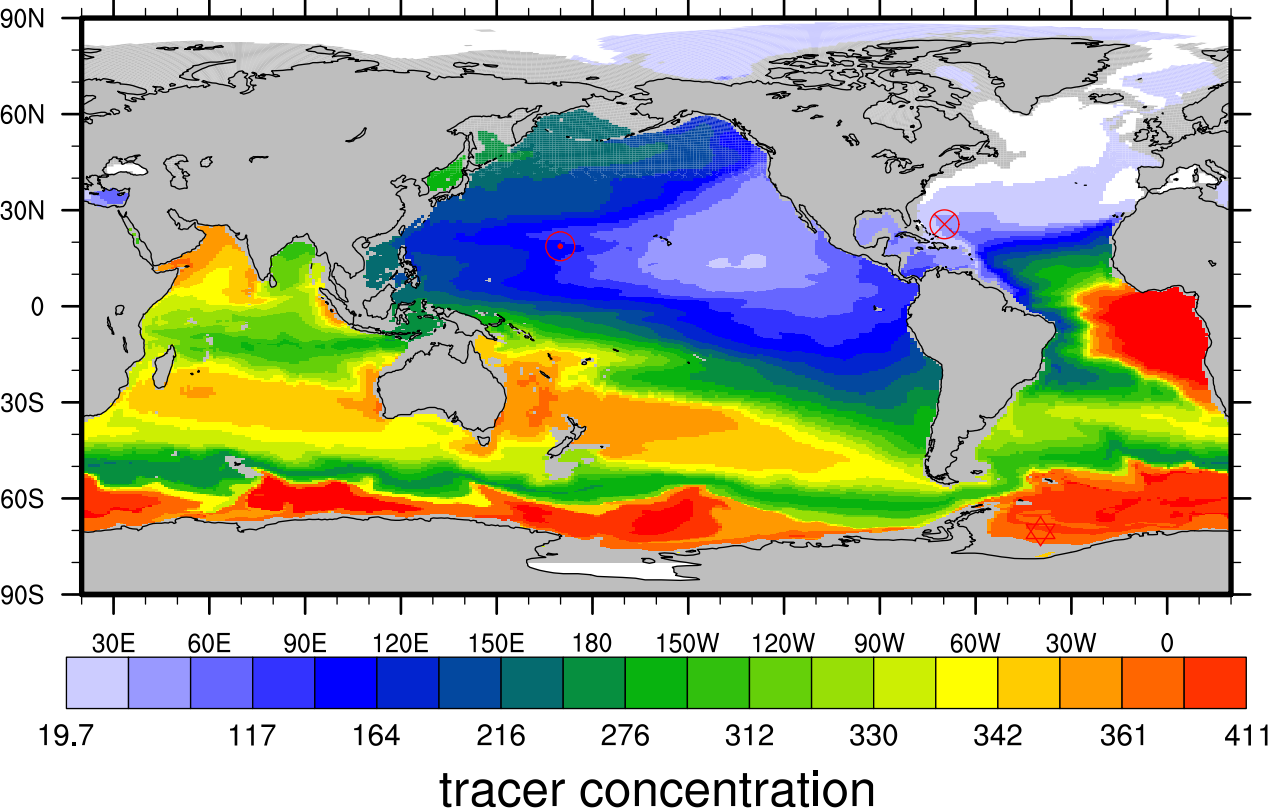 90N
60N
30N
0
30S
60S
90S
30E 60E 90E 120E 150E 180 150W 120W 90W 60W 30W 0
19.7 117 164 216 276 312 330 342 361 411
tracer concentration